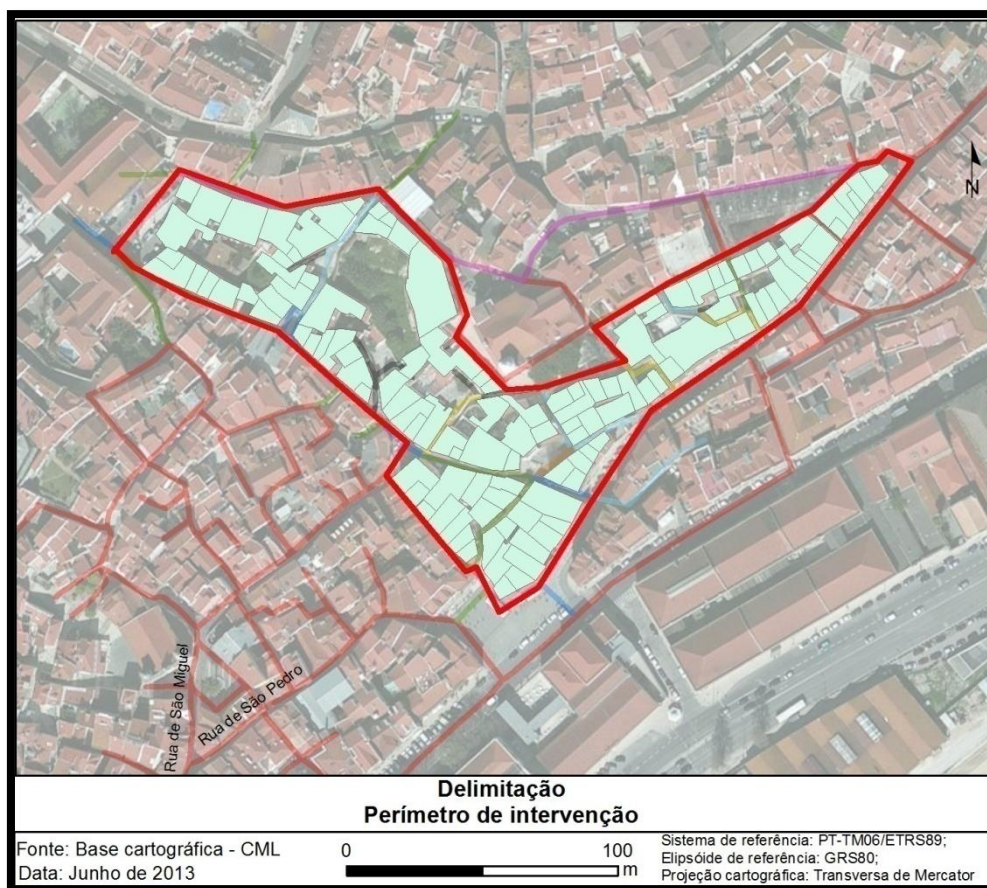 N
Rua de São Miguel
Rua de São Pedro
Delimitação
Perímetro de intervenção
Fonte: Base cartográfica - CML
Data: Junho de 2013
0 100
m
Sistema de referência: PT-TM06/ETRS89;
Elipsóide de referência: GRS80;
Projeção cartográfica: Transversa de Mercator